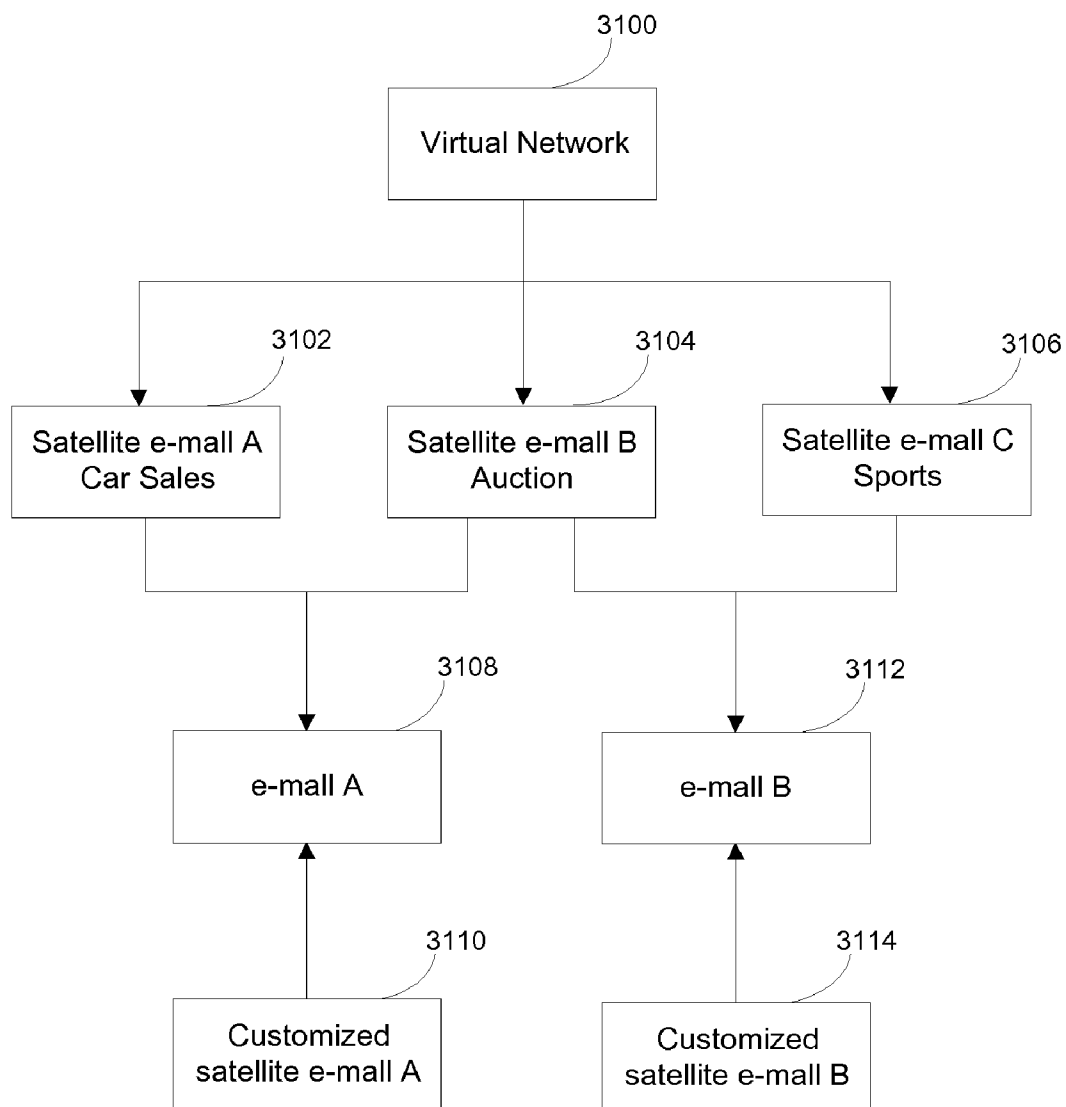 3100
Virtual Network
3102
3104
3106
Satellite e-mall A
Car Sales
Satellite e-mall B
Auction
Satellite e-mall C
Sports
3108
3112
e-mall A
e-mall B
3110
3114
Customized
satellite e-mall A
Customized
satellite e-mall B